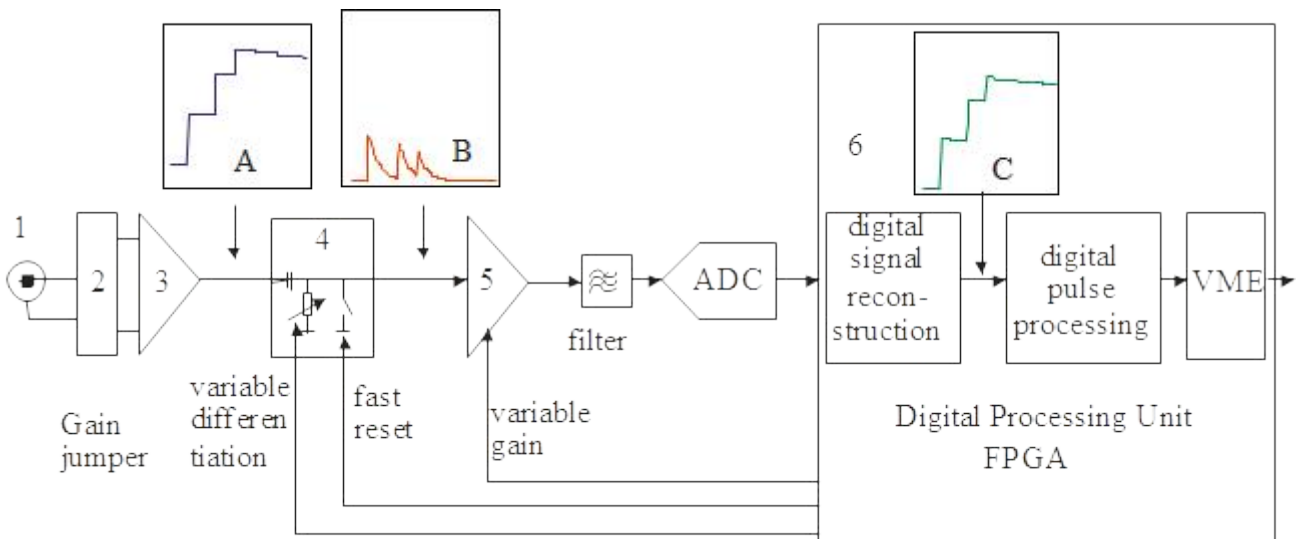 A
B
C
1
2
3
4
5
6
ADC
filter
digital
signal
recon-
struction
digital
pulse
processing
VME
Gain
jumper
variable
differen
tiation
fast
reset
variable
gain
Digital Processing Unit
FPGA